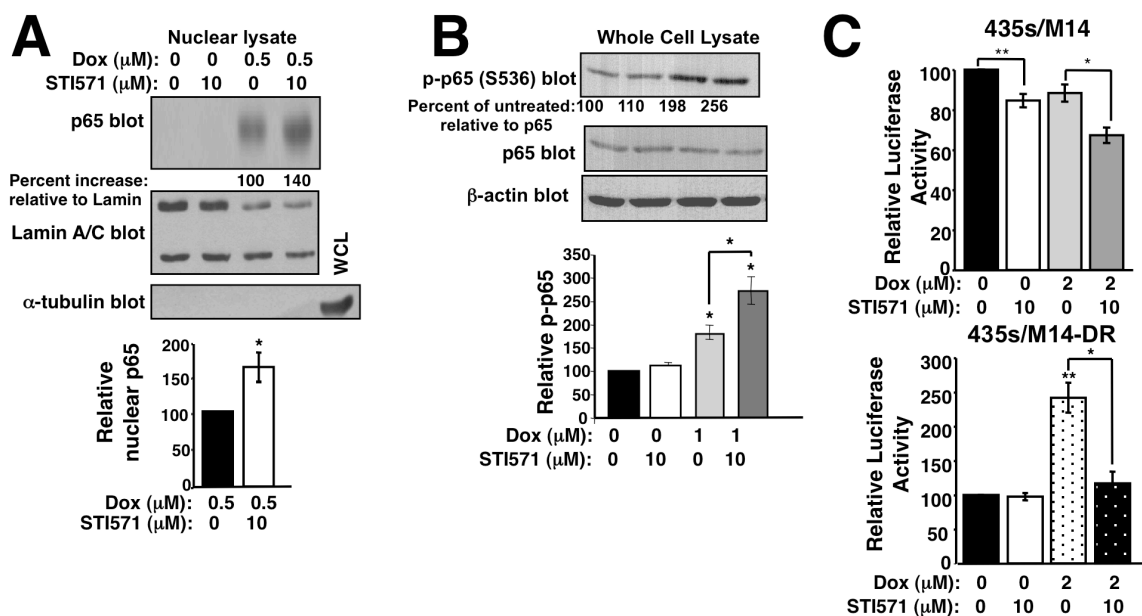 A
Nuclear lysate
Dox (μM): 0 0 0.5 0.5
STI571 (μM): 0 10 0 10
p65 blot
Percent increase: 100 140
relative to Lamin
Lamin A/C blot
WCL
α-tubulin blot
200
150
100
50
0
Relative
nuclear p65
*
Dox (μM): 0.5 0.5
STI571 (μM): 0 10
B
Whole Cell Lysate
p-p65 (S536) blot
Percent of untreated: 100 110 198 256
relative to p65
p65 blot
β-actin blot
350
300
250
200
150
100
50
0
Relative p-p65
*
*
*
Dox (μM): 0 0 1 1
STI571 (μM): 0 10 0 10
C
435s/M14
100
80
60
40
20
0
Relative Luciferase
Activity
**
*
Dox (μM): 0 0 2 2
STI571 (μM): 0 10 0 10
435s/M14-DR
300
250
200
150
100
50
0
Relative Luciferase
Activity
*
**
Dox (μM): 0 0 2 2
STI571 (μM): 0 10 0 10